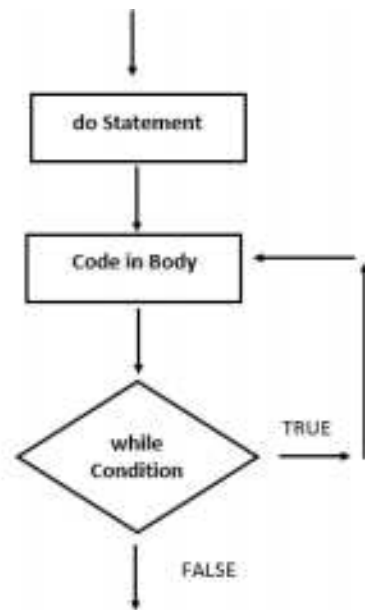 do Statement
Code in Body
while
Condition
TRUE
FALSE